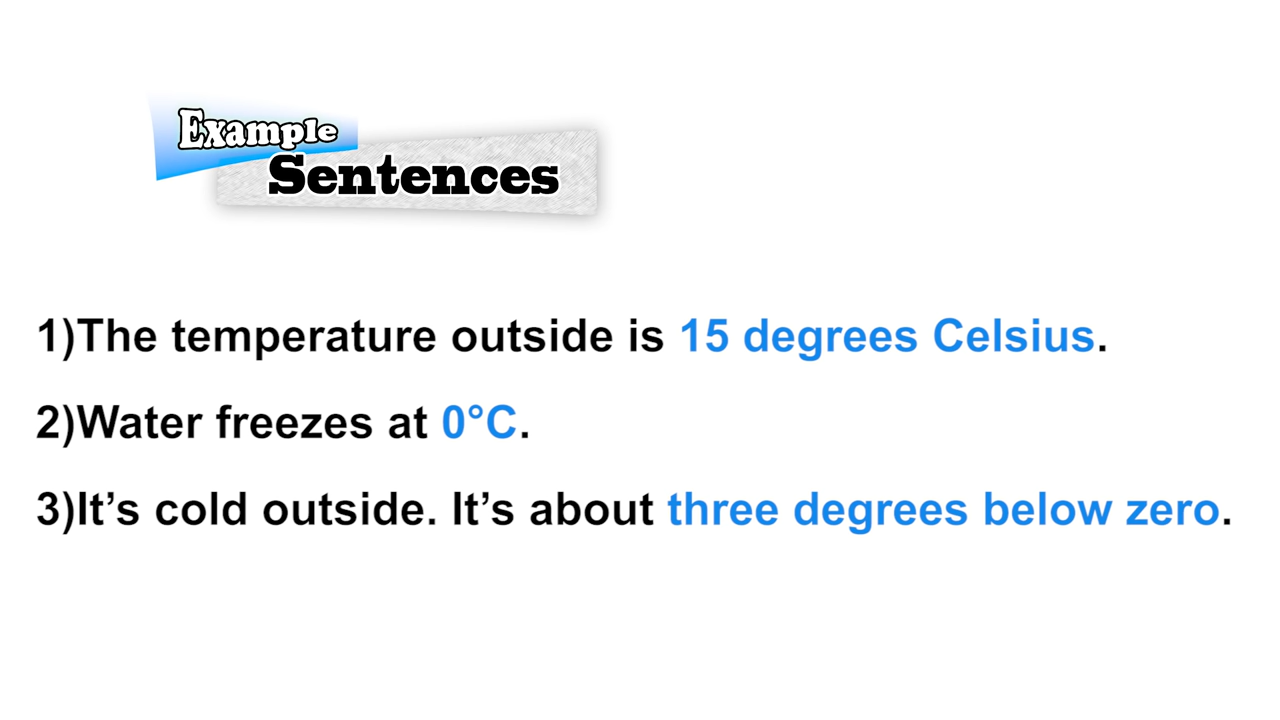 Example
Sentences
1)The temperature outside is 15 degrees Celsius.
2)Water freezes at 0°C.
3)It’s cold outside. It’s about three degrees below zero.